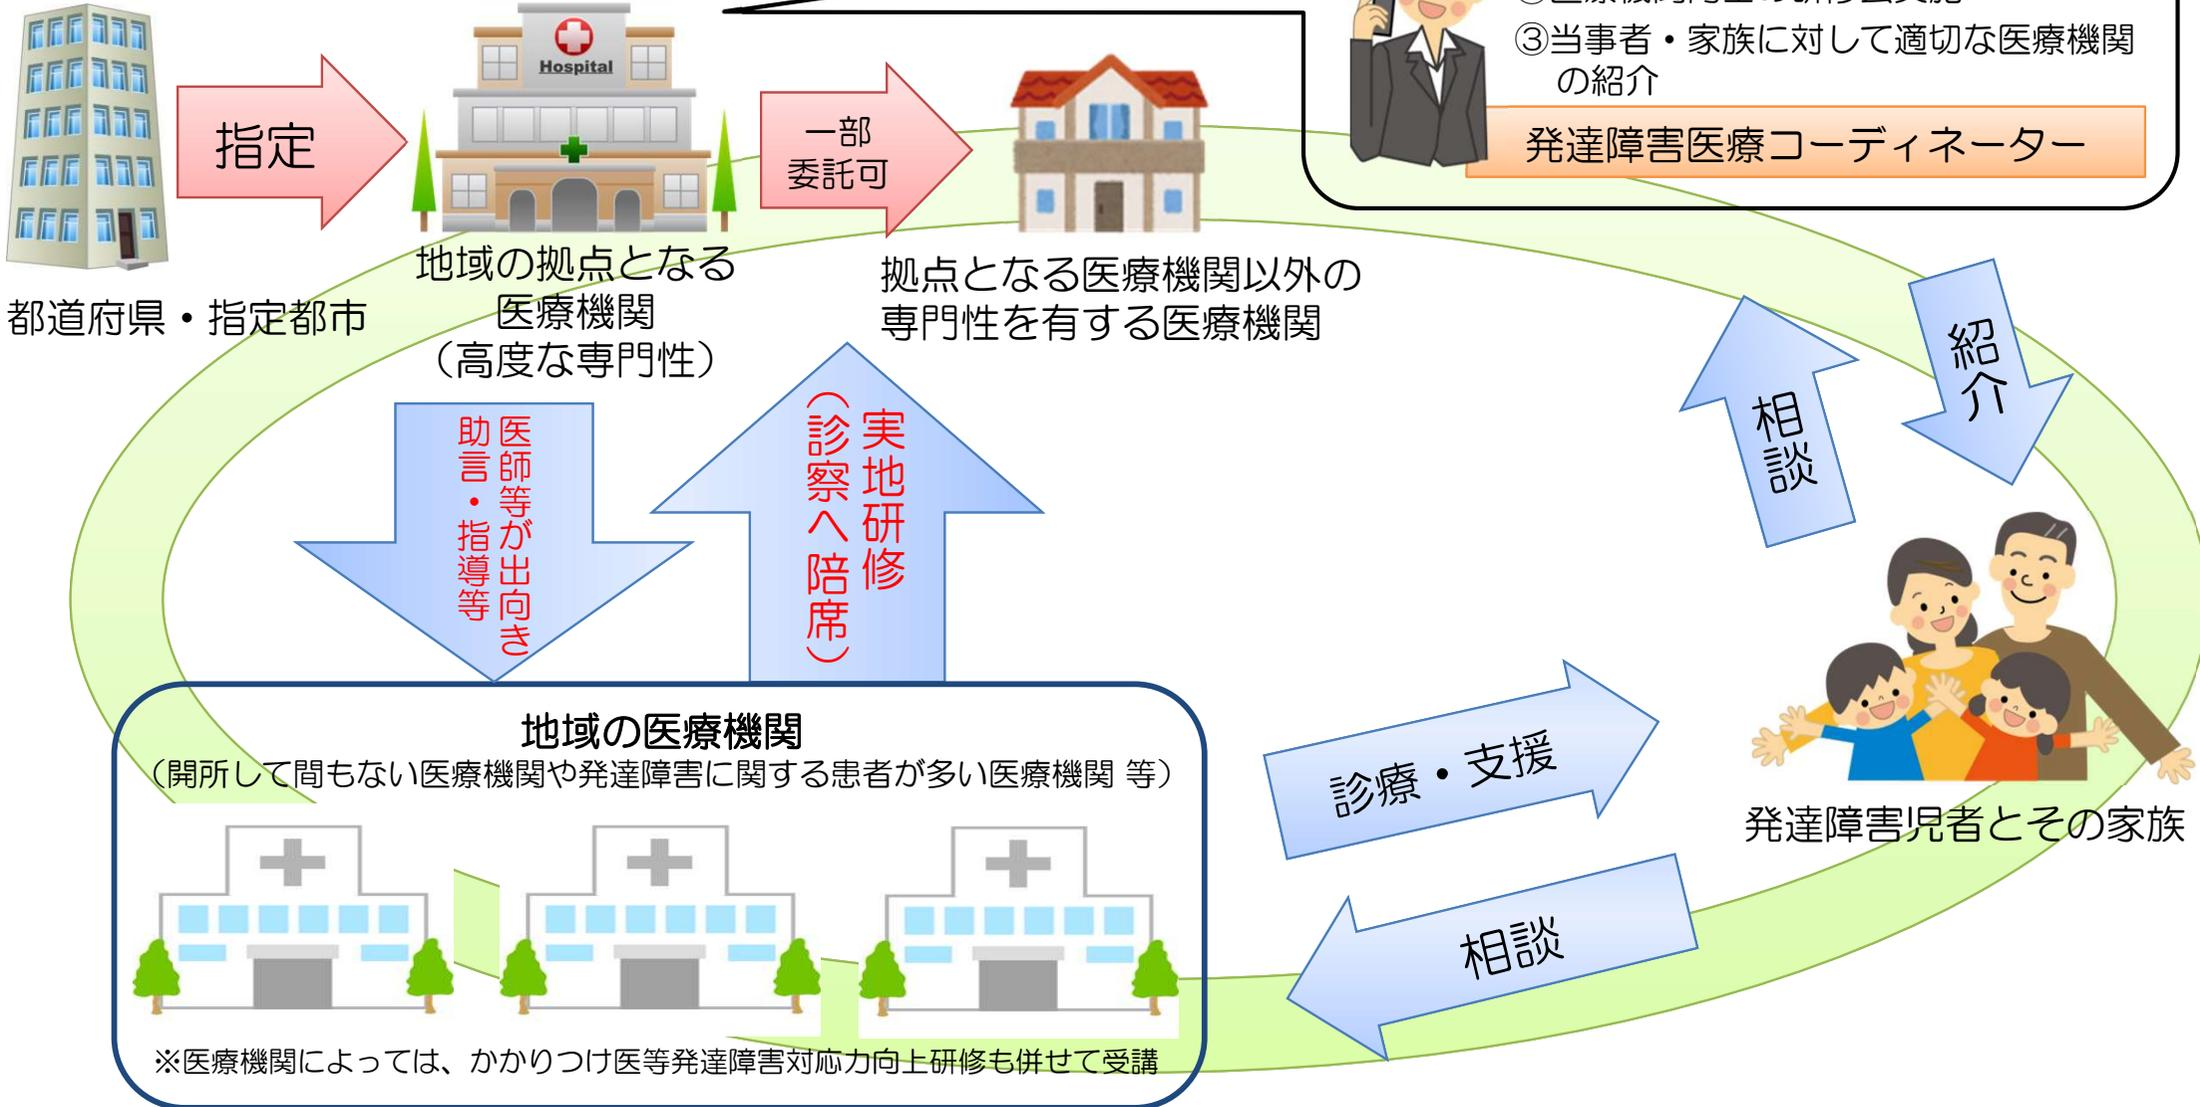 ③当事者・家族に対して適切な医療機関
の紹介
発達障害医療コーディネーター
指定
Hospital
一部
委託可
都道府県・指定都市
地域の拠点となる
医療機関
（高度な専門性）
拠点となる医療機関以外の
専門性を有する医療機関
医師等が出向き
助言・指導等
実地研修
（診察へ陪席）
相談
紹介
地域の医療機関
（開所して間もない医療機関や発達障害に関する患者が多い医療機関 等）
※医療機関によっては、かかりつけ医等発達障害対応力向上研修も併せて受講
診療・支援
相談
発達障害児者とその家族